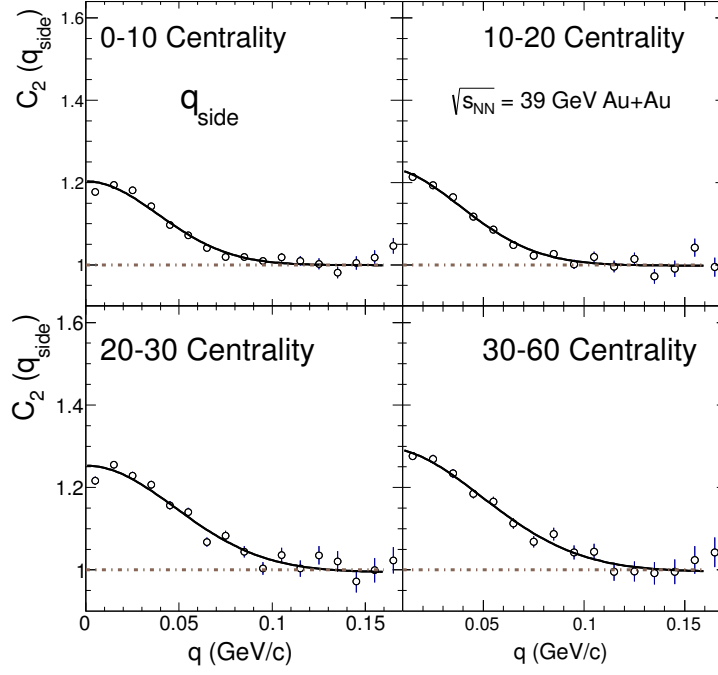 0-10 Centrality
10-20 Centrality
q_side
√s_NN = 39 GeV Au+Au
C_2 (q_side)
1.6
1.4
1.2
1
20-30 Centrality
30-60 Centrality
C_2 (q_side)
1.6
1.4
1.2
1
0 0.05 0.1 0.15 0.05 0.1 0.15
q (GeV/c) q (GeV/c)